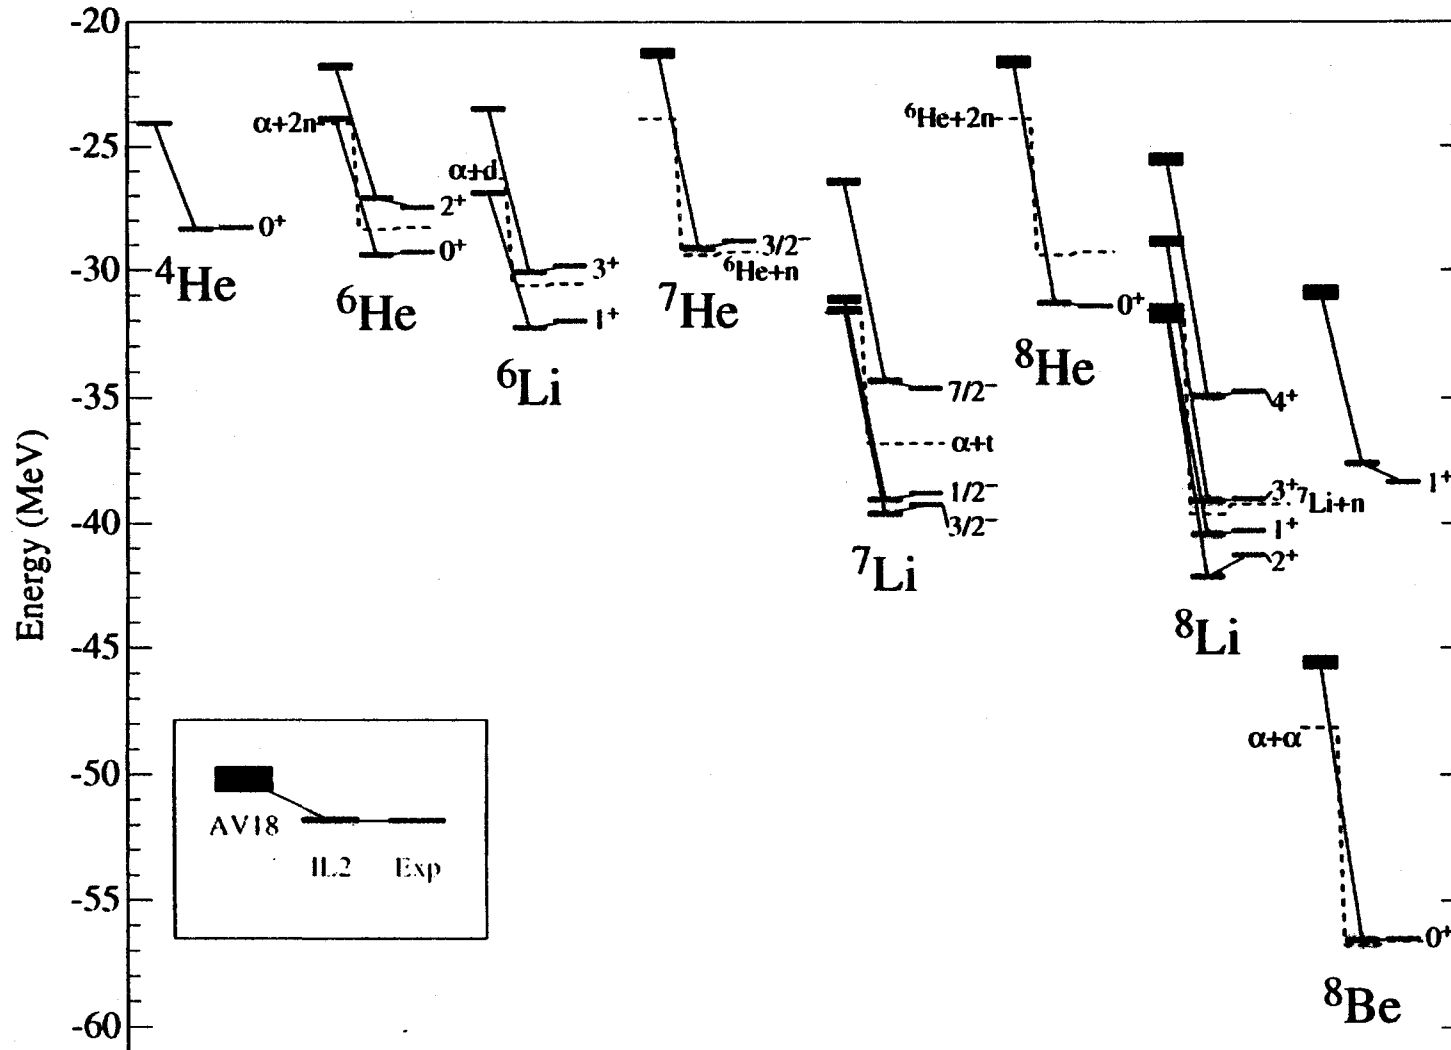 -20
-25
-30
-35
-40
-45
-50
-55
-60
Energy (MeV)
0⁺
⁴He
α+2n
2⁺
0⁺
⁶He
α+d
3⁺
1⁺
⁶Li
3/2⁻
⁶He+n
⁷He
7/2⁻
α+t
1/2⁻
3/2⁻
⁷Li
⁶He+2n
0⁺
⁸He
4⁺
3⁺
⁷Li+n
1⁺
2⁺
⁸Li
1⁺
α+α
0⁺
⁸Be
AV18
IL2
Exp